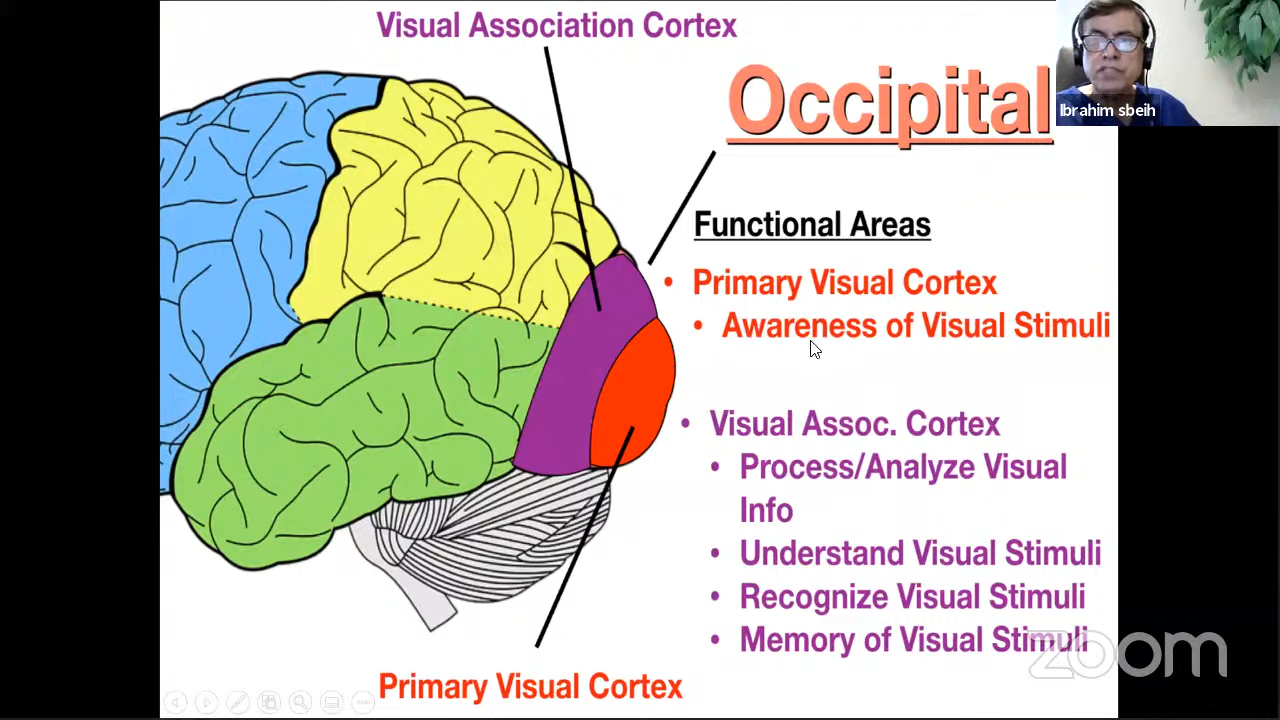 Visual Association Cortex
Occipital
Ibrahim sbeih
Functional Areas
• Primary Visual Cortex
• Awareness of Visual Stimuli
• Visual Assoc. Cortex
• Process/Analyze Visual
Info
• Understand Visual Stimuli
• Recognize Visual Stimuli
• Memory of Visual Stimuli
zoom
Primary Visual Cortex